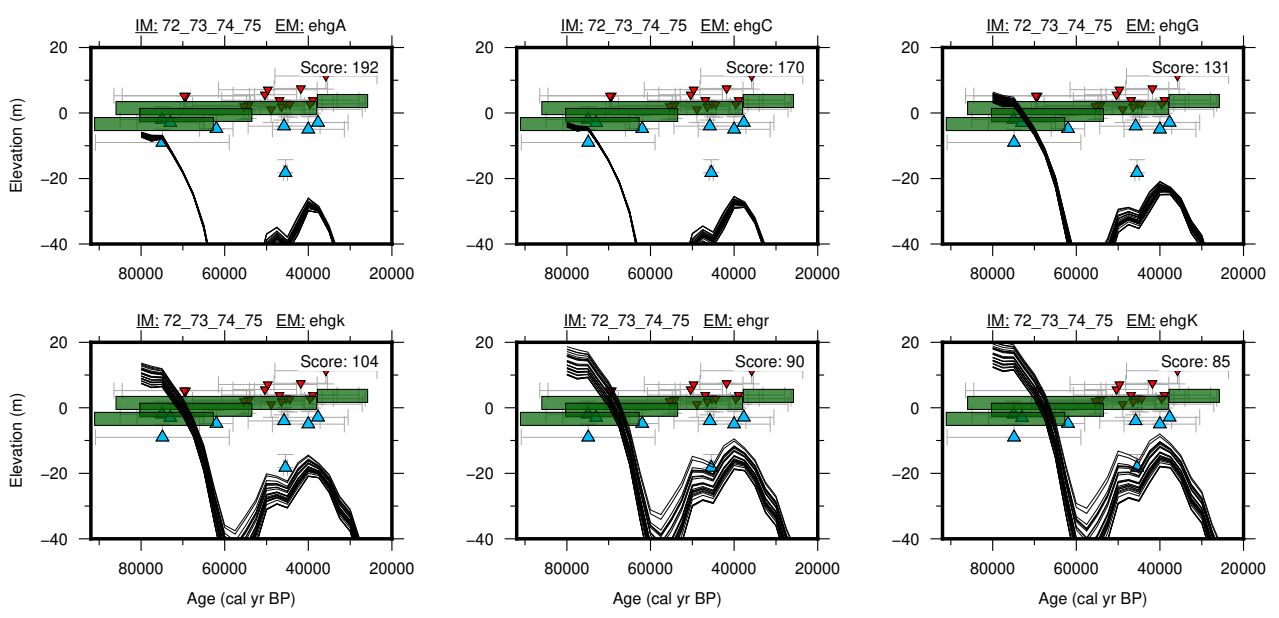 IM: 72_73_74_75 EM: ehgA
IM: 72_73_74_75 EM: ehgC
IM: 72_73_74_75 EM: ehgG
20
0
−20
−40
Elevation (m)
Score: 192
80000 60000 40000 20000
20
0
−20
−40
Score: 170
80000 60000 40000 20000
20
0
−20
−40
Score: 131
80000 60000 40000 20000
IM: 72_73_74_75 EM: ehgk
IM: 72_73_74_75 EM: ehgr
IM: 72_73_74_75 EM: ehgK
20
0
−20
−40
Elevation (m)
Score: 104
80000 60000 40000 20000
Age (cal yr BP)
20
0
−20
−40
Score: 90
80000 60000 40000 20000
Age (cal yr BP)
20
0
−20
−40
Score: 85
80000 60000 40000 20000
Age (cal yr BP)